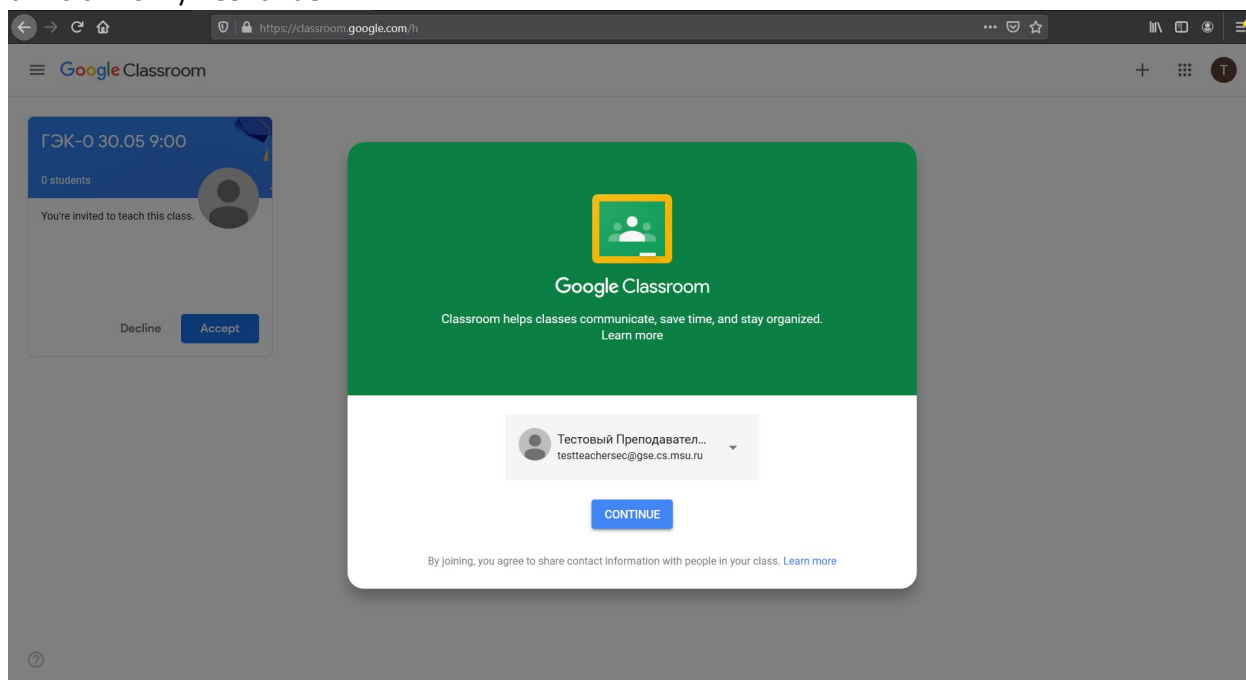 https://classroom.google.com/h
Google Classroom
T
ГЭК-0 30.05 9:00
0 students
You're invited to teach this class.
Decline
Accept
Google Classroom
Classroom helps classes communicate, save time, and stay organized.
Learn more
Тестовый Преподавател...
testteachersec@gse.cs.msu.ru
CONTINUE
By joining, you agree to share contact information with people in your class. Learn more